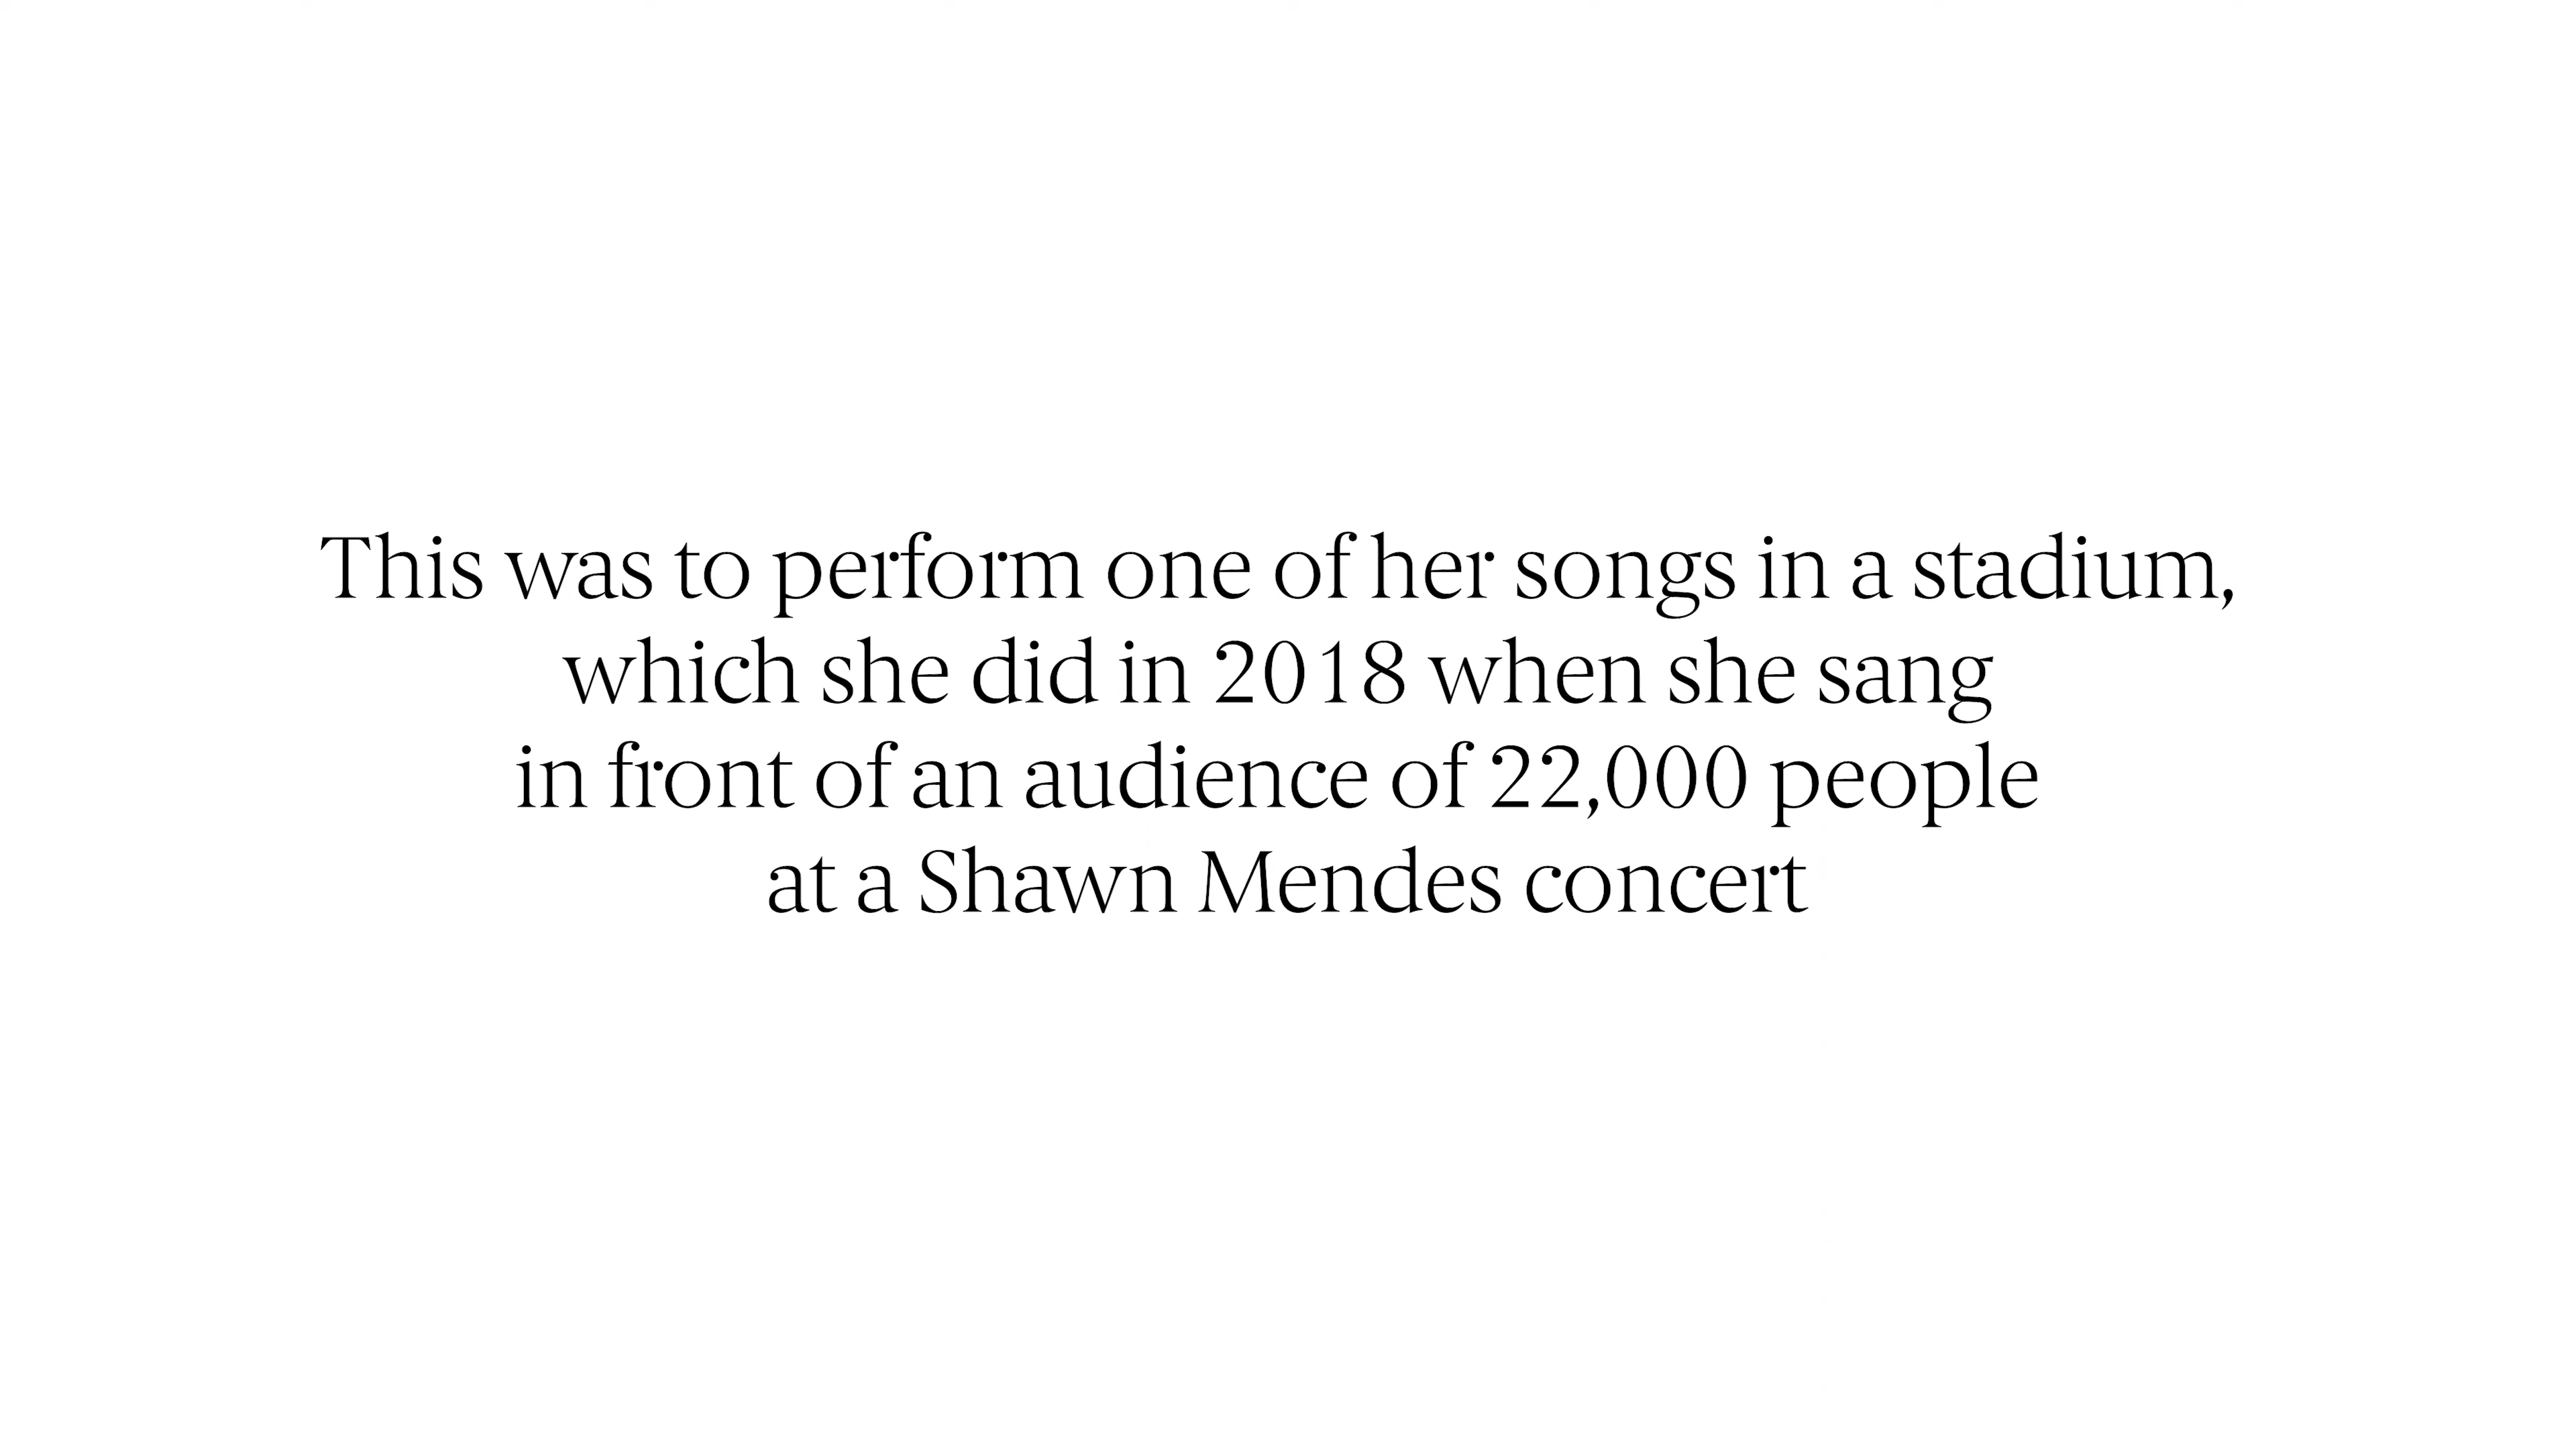 This was to perform one of her songs in a stadium,
which she did in 2018 when she sang
in front of an audience of 22,000 people
at a Shawn Mendes concert